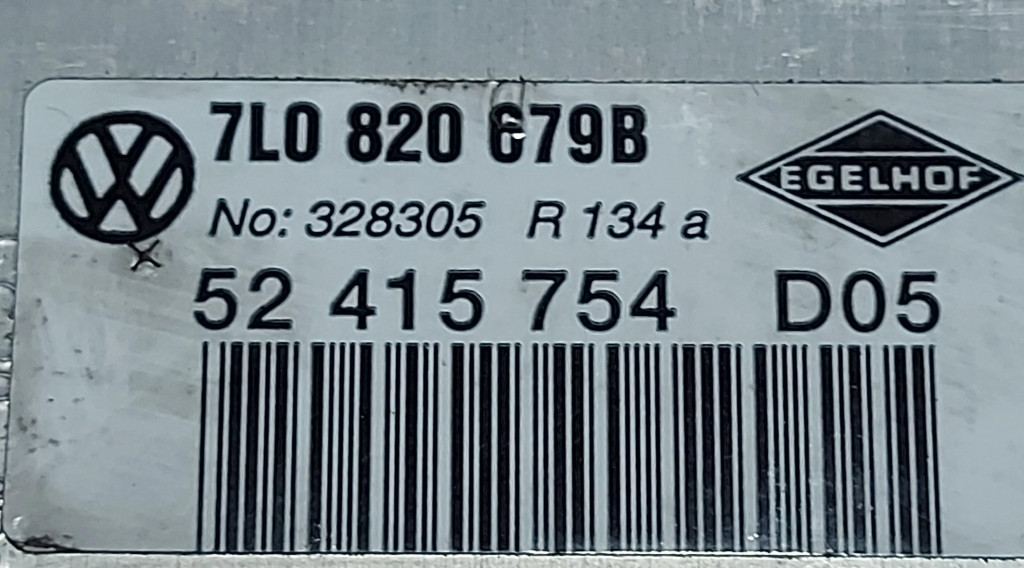 7L0 820 679B
EGELHOF
No: 328305 R 134 a
52 415 754 D05